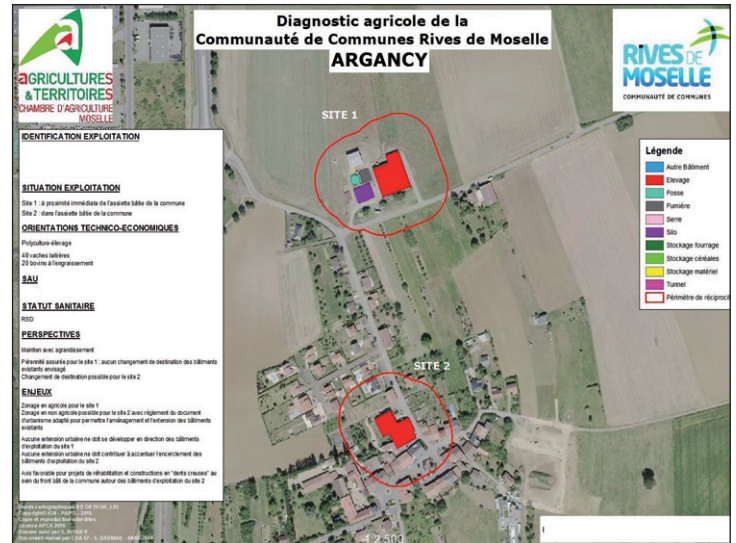 Diagnostic agricole de la
Communauté de Communes Rives de Moselle
ARGANCY
AGRICULTURES
& TERRITOIRES
CHAMBRE D'AGRICULTURE
MOSELLE
RIVES DE
MOSELLE
COMMUNAUTÉ DE COMMUNES
IDENTIFICATION EXPLOITATION
SITUATION EXPLOITATION
Site 1 : à proximité immédiate de l'assiette bâtie de la commune
Site 2 : dans l'assiette bâtie de la commune
ORIENTATIONS TECHNICO-ECONOMIQUES
Polyculture-élevage
48 vaches laitières
20 bovins à l'engraissement
SAU
STATUT SANITAIRE
RSD
PERSPECTIVES
Maintien avec agrandissement
Pérennité assurée pour le site 1 : aucun changement de destination des bâtiments
existants envisagé
Changement de destination possible pour le site 2
ENJEUX
Zonage en agricole pour le site 1
Zonage en non agricole possible pour le site 2 avec règlement du document
d'urbanisme adapté pour permettre l'aménagement et l'extension des bâtiments
existants
Aucune extension urbaine ne doit se développer en direction des bâtiments
d'exploitation du site 1
Aucune extension urbaine ne doit contribuer à accentuer l'encerclement des
bâtiments d'exploitation du site 2
Avis favorable pour projets de réhabilitation et constructions en "dents creuses" au
sein du front bâti de la commune autour des bâtiments d'exploitation du site 2
SITE 1
SITE 2
Légende
Autre Bâtiment
Elevage
Fosse
Fumière
Serre
Silo
Stockage fourrage
Stockage céréales
Stockage matériel
Tunnel
Périmètre de réciprocit
Copie et reproduction interdites
1:2 500